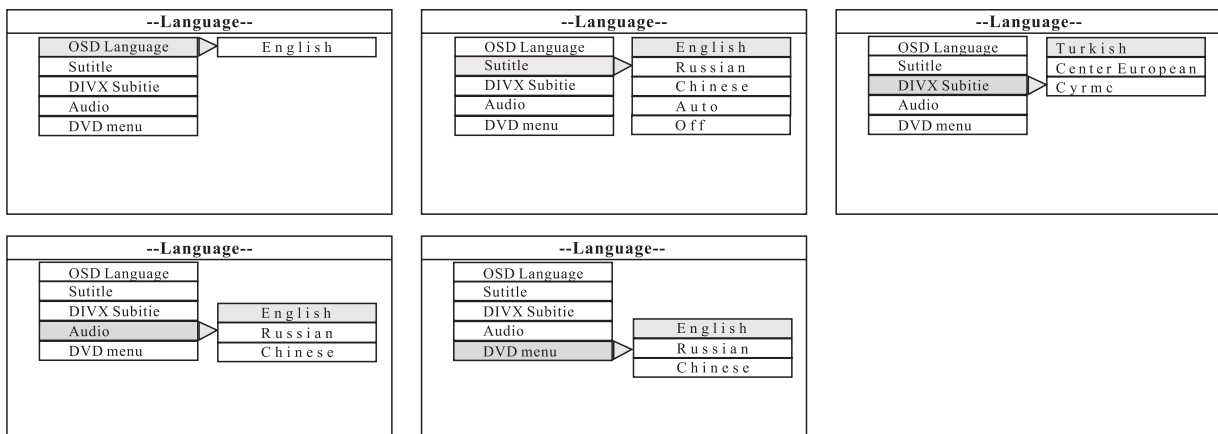 --Language--
OSD Language
English
Sutitle
DIVX Subitie
Audio
DVD menu
--Language--
OSD Language
English
Sutitle
Russian
DIVX Subitie
Chinese
Audio
Auto
DVD menu
Off
--Language--
OSD Language
Turkish
Sutitle
Center European
DIVX Subitie
Cyrmc
Audio
DVD menu
--Language--
OSD Language
Sutitle
DIVX Subitie
English
Audio
Russian
DVD menu
Chinese
--Language--
OSD Language
Sutitle
DIVX Subitie
Audio
English
DVD menu
Russian
Chinese